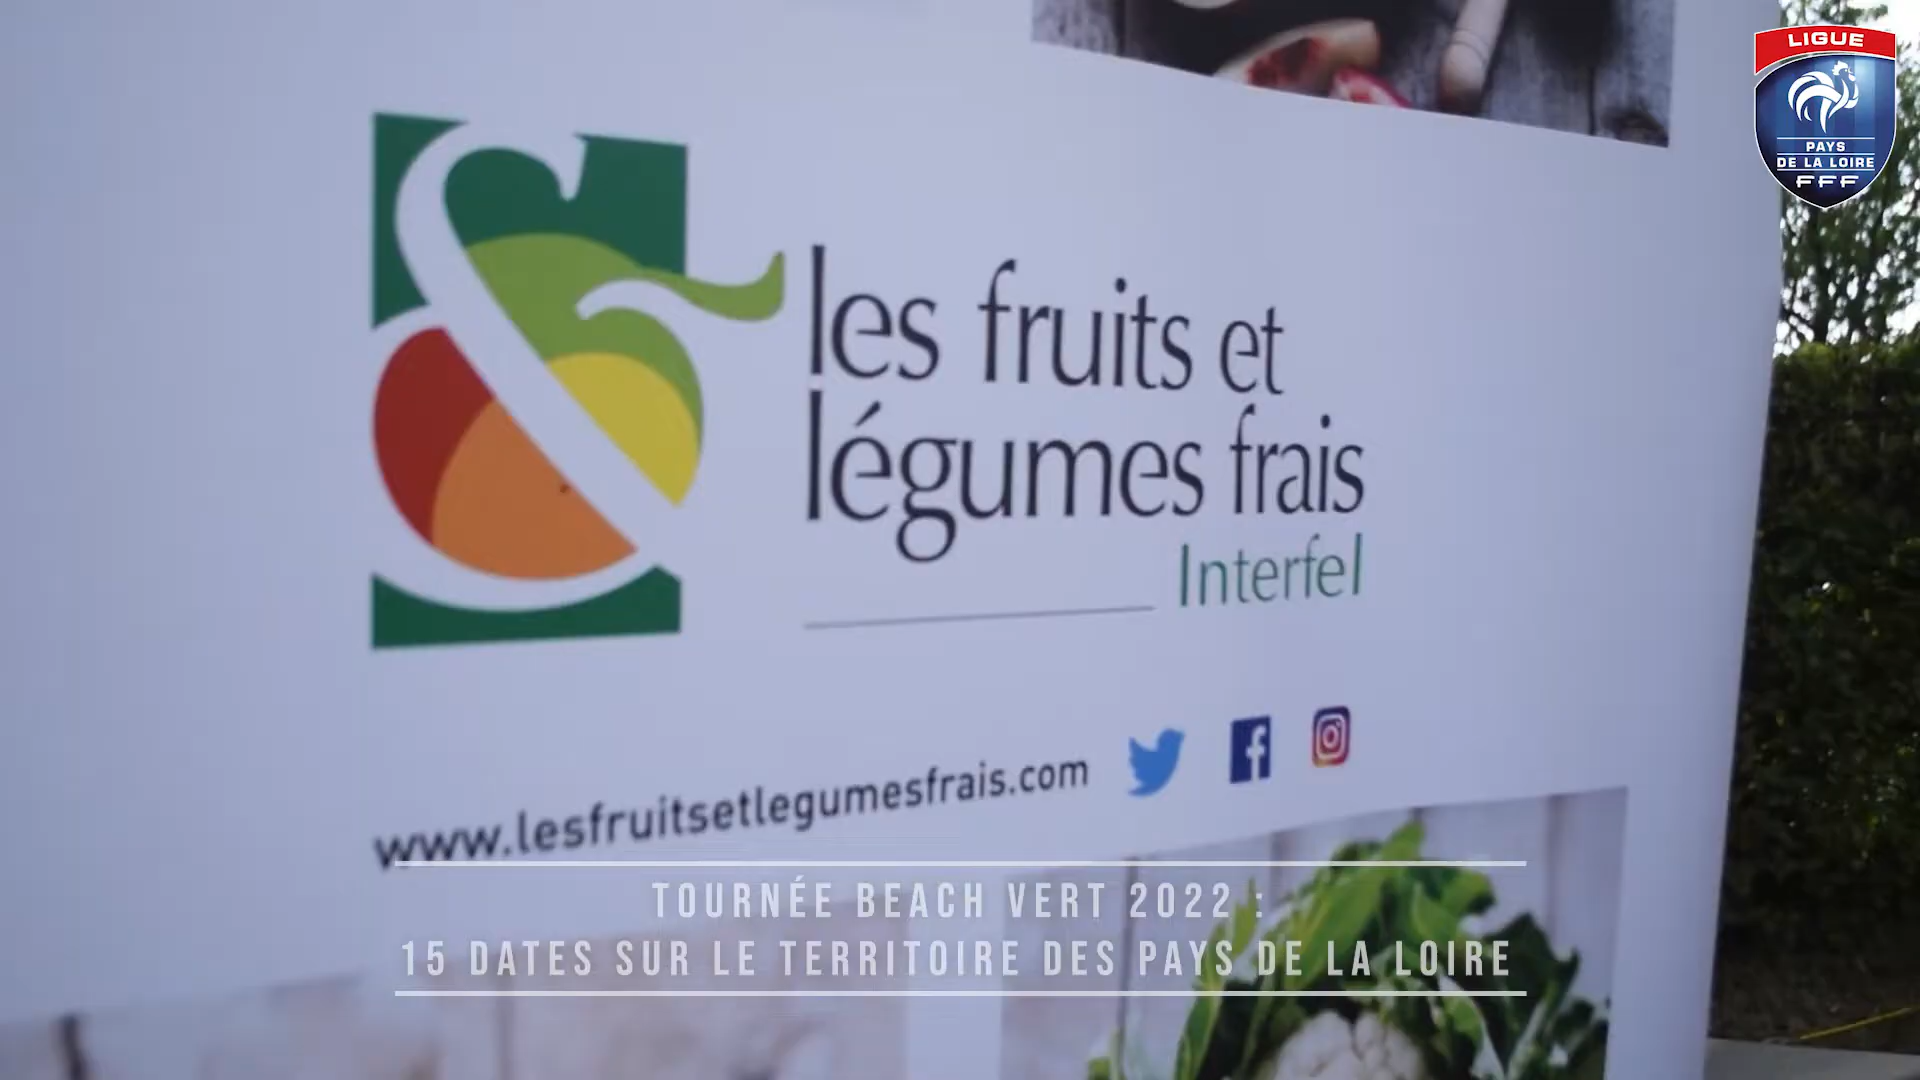 LIGUE
PAYS
DE LA LOIRE
FFF
les fruits et
légumes frais
Interfel
www.lesfruitsetlegumesfrais.com
TOURNÉE BEACH VERT 2022 :
15 DATES SUR LE TERRITOIRE DES PAYS DE LA LOIRE